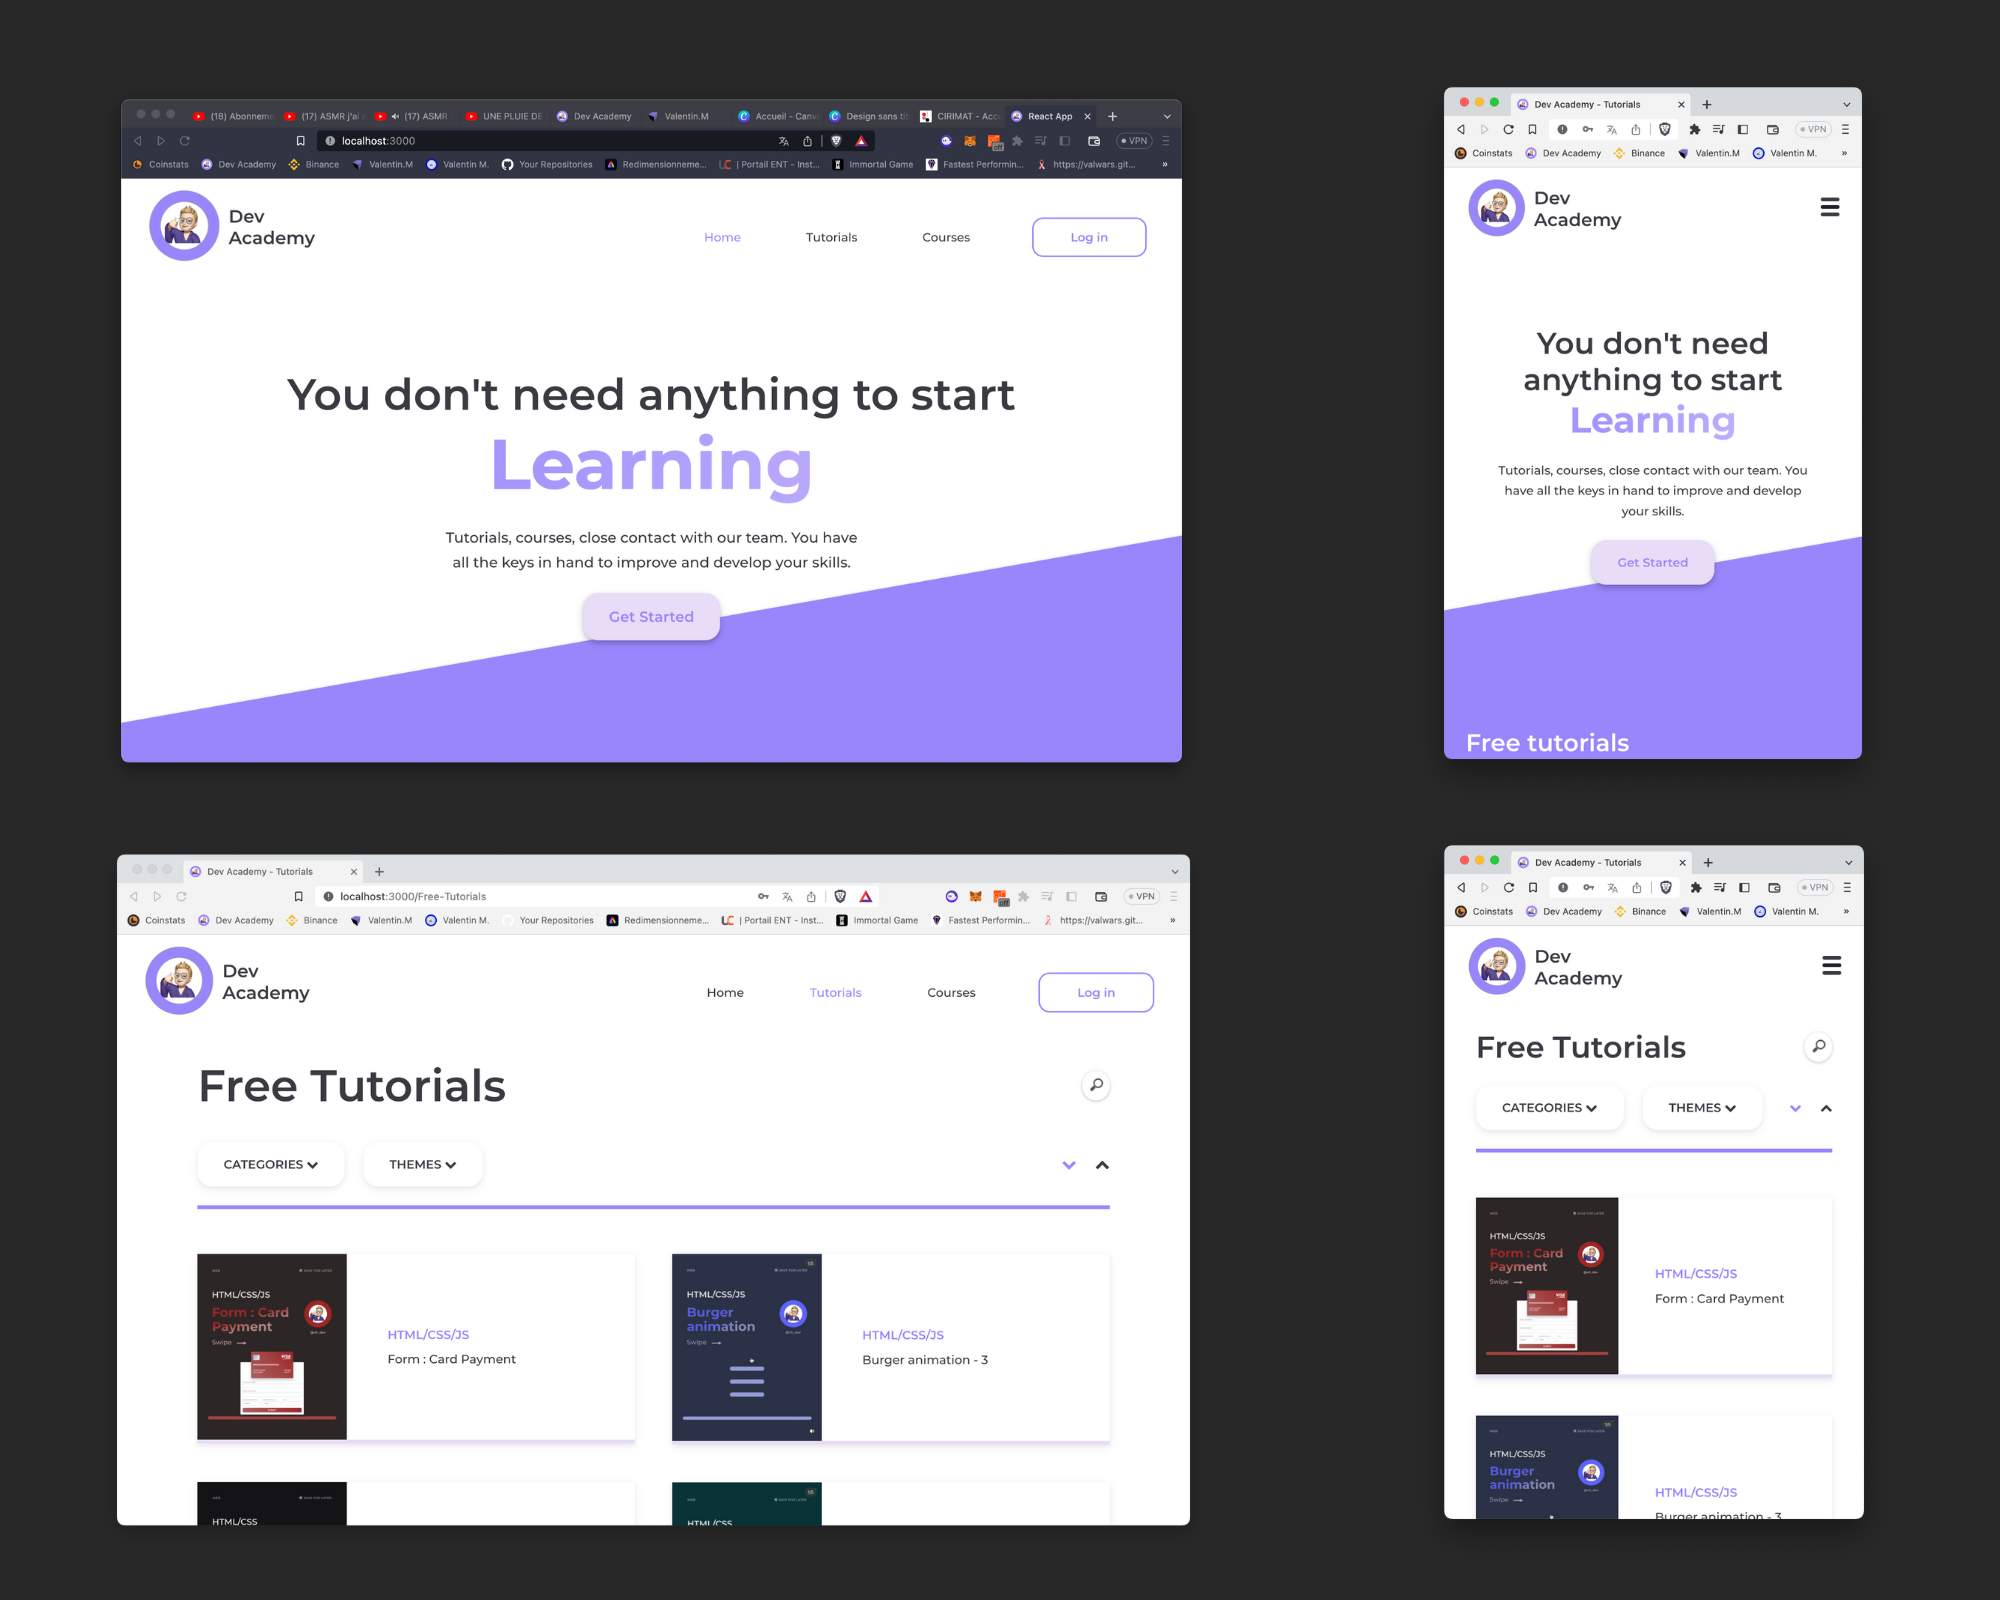 (18) Abonneme
(17) ASMR j'ai
(17) ASMR
UNE PLUIE DE
Dev Academy
Valentin.M
Accueil - Canv
Design sans tit
CIRIMAT - Acc
React App
localhost:3000
VPN
Coinstats
Dev Academy
Binance
Valentin.M
Valentin M.
Your Repositories
Redimensionneme...
| Portail ENT - Inst...
Immortal Game
Fastest Performin...
https://valwars.git...
»
Dev
Academy
Home
Tutorials
Courses
Log in
You don't need anything to start
Learning
Tutorials, courses, close contact with our team. You have
all the keys in hand to improve and develop your skills.
Get Started
Dev Academy - Tutorials
VPN
Coinstats
Dev Academy
Binance
Valentin.M
Valentin M.
»
Dev
Academy
You don't need
anything to start
Learning
Tutorials, courses, close contact with our team. You
have all the keys in hand to improve and develop
your skills.
Get Started
Free tutorials
Dev Academy - Tutorials
localhost:3000/Free-Tutorials
VPN
Coinstats
Dev Academy
Binance
Valentin.M
Valentin M.
Your Repositories
Redimensionneme...
| Portail ENT - Inst...
Immortal Game
Fastest Performin...
https://valwars.git...
»
Dev
Academy
Home
Tutorials
Courses
Log in
Free Tutorials
CATEGORIES
THEMES
HTML/CSS/JS
Form : Card
Payment
Swipe
HTML/CSS/JS
Form : Card Payment
HTML/CSS/JS
Burger
animation
Swipe
HTML/CSS/JS
Burger animation - 3
HTML/CSS
HTML/CSS
Dev Academy - Tutorials
VPN
Coinstats
Dev Academy
Binance
Valentin.M
Valentin M.
»
Dev
Academy
Free Tutorials
CATEGORIES
THEMES
HTML/CSS/JS
Form : Card
Payment
Swipe
HTML/CSS/JS
Form : Card Payment
HTML/CSS/JS
Burger
animation
Swipe
HTML/CSS/JS
Burger animation - 3